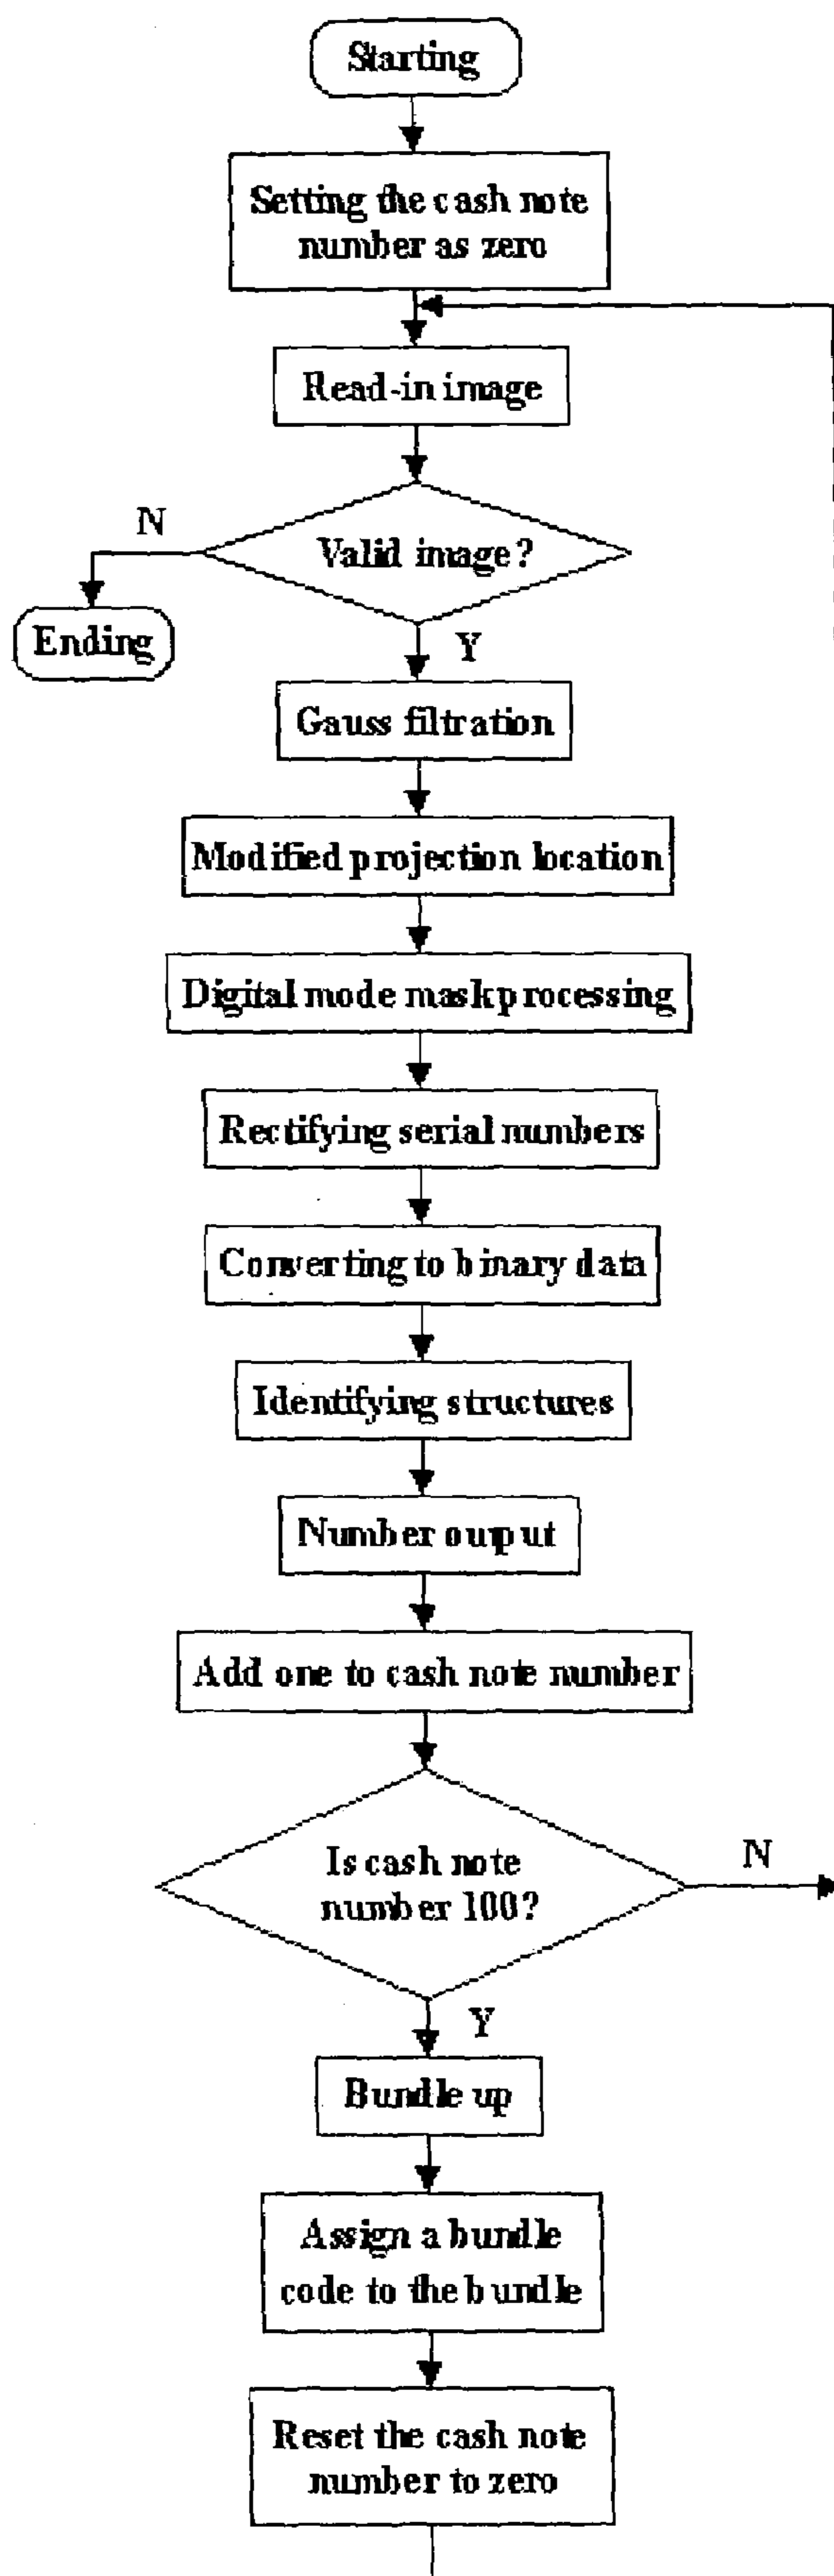 Starting
Setting the cash note
number as zero
Read-in image
Valid image?
N
Ending
Y
Gauss filtration
Modified projection location
Digital mode mask processing
Rectifying serial numbers
Converting to binary data
Identifying structures
Number output
Add one to cash note number
Is cash note
number 100?
N
Y
Bundle up
Assign a bundle
code to the bundle
Reset the cash note
number to zero